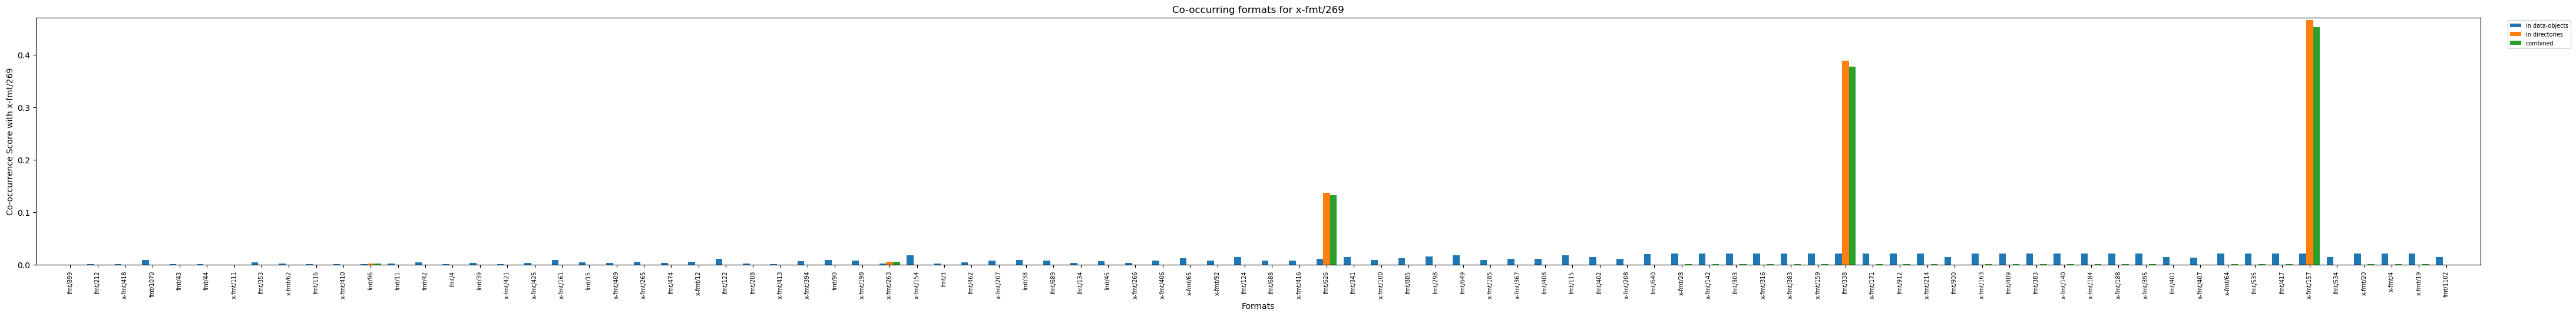 Co-occurring formats for x-fmt/269
in data-objects
in directories
combined
Co-occurrence Score with x-fmt/269
0.4
0.3
0.2
0.1
0.0
fmt/899
fmt/212
x-fmt/418
fmt/1070
fmt/43
fmt/44
x-fmt/111
fmt/353
x-fmt/62
fmt/116
x-fmt/410
fmt/96
fmt/11
fmt/42
fmt/4
fmt/39
x-fmt/421
x-fmt/425
x-fmt/161
fmt/15
x-fmt/409
x-fmt/265
fmt/474
x-fmt/12
fmt/122
fmt/208
x-fmt/413
x-fmt/394
fmt/90
x-fmt/198
x-fmt/263
x-fmt/154
fmt/3
fmt/462
x-fmt/207
fmt/38
fmt/689
fmt/134
fmt/45
x-fmt/266
x-fmt/406
x-fmt/65
x-fmt/92
fmt/124
fmt/688
x-fmt/416
fmt/626
fmt/341
x-fmt/100
fmt/885
fmt/298
fmt/649
x-fmt/185
x-fmt/367
fmt/408
fmt/115
fmt/402
x-fmt/208
fmt/640
x-fmt/28
x-fmt/142
fmt/303
x-fmt/316
x-fmt/383
x-fmt/159
fmt/338
x-fmt/171
fmt/912
x-fmt/214
fmt/930
x-fmt/163
fmt/409
fmt/383
x-fmt/140
x-fmt/184
x-fmt/188
x-fmt/395
fmt/401
x-fmt/407
x-fmt/64
fmt/535
fmt/417
x-fmt/157
fmt/534
x-fmt/20
x-fmt/4
x-fmt/19
fmt/1102
Formats